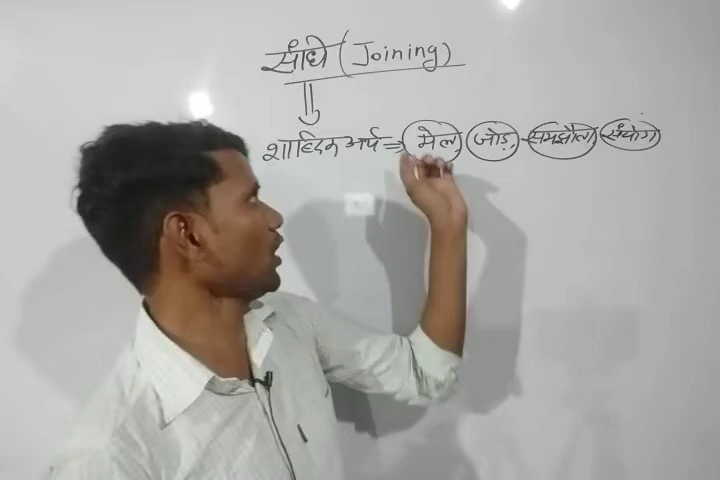 संधि (Joining)
शाब्दिक अर्थ ⇒ मेल, जोड़, समझौता, संयोग